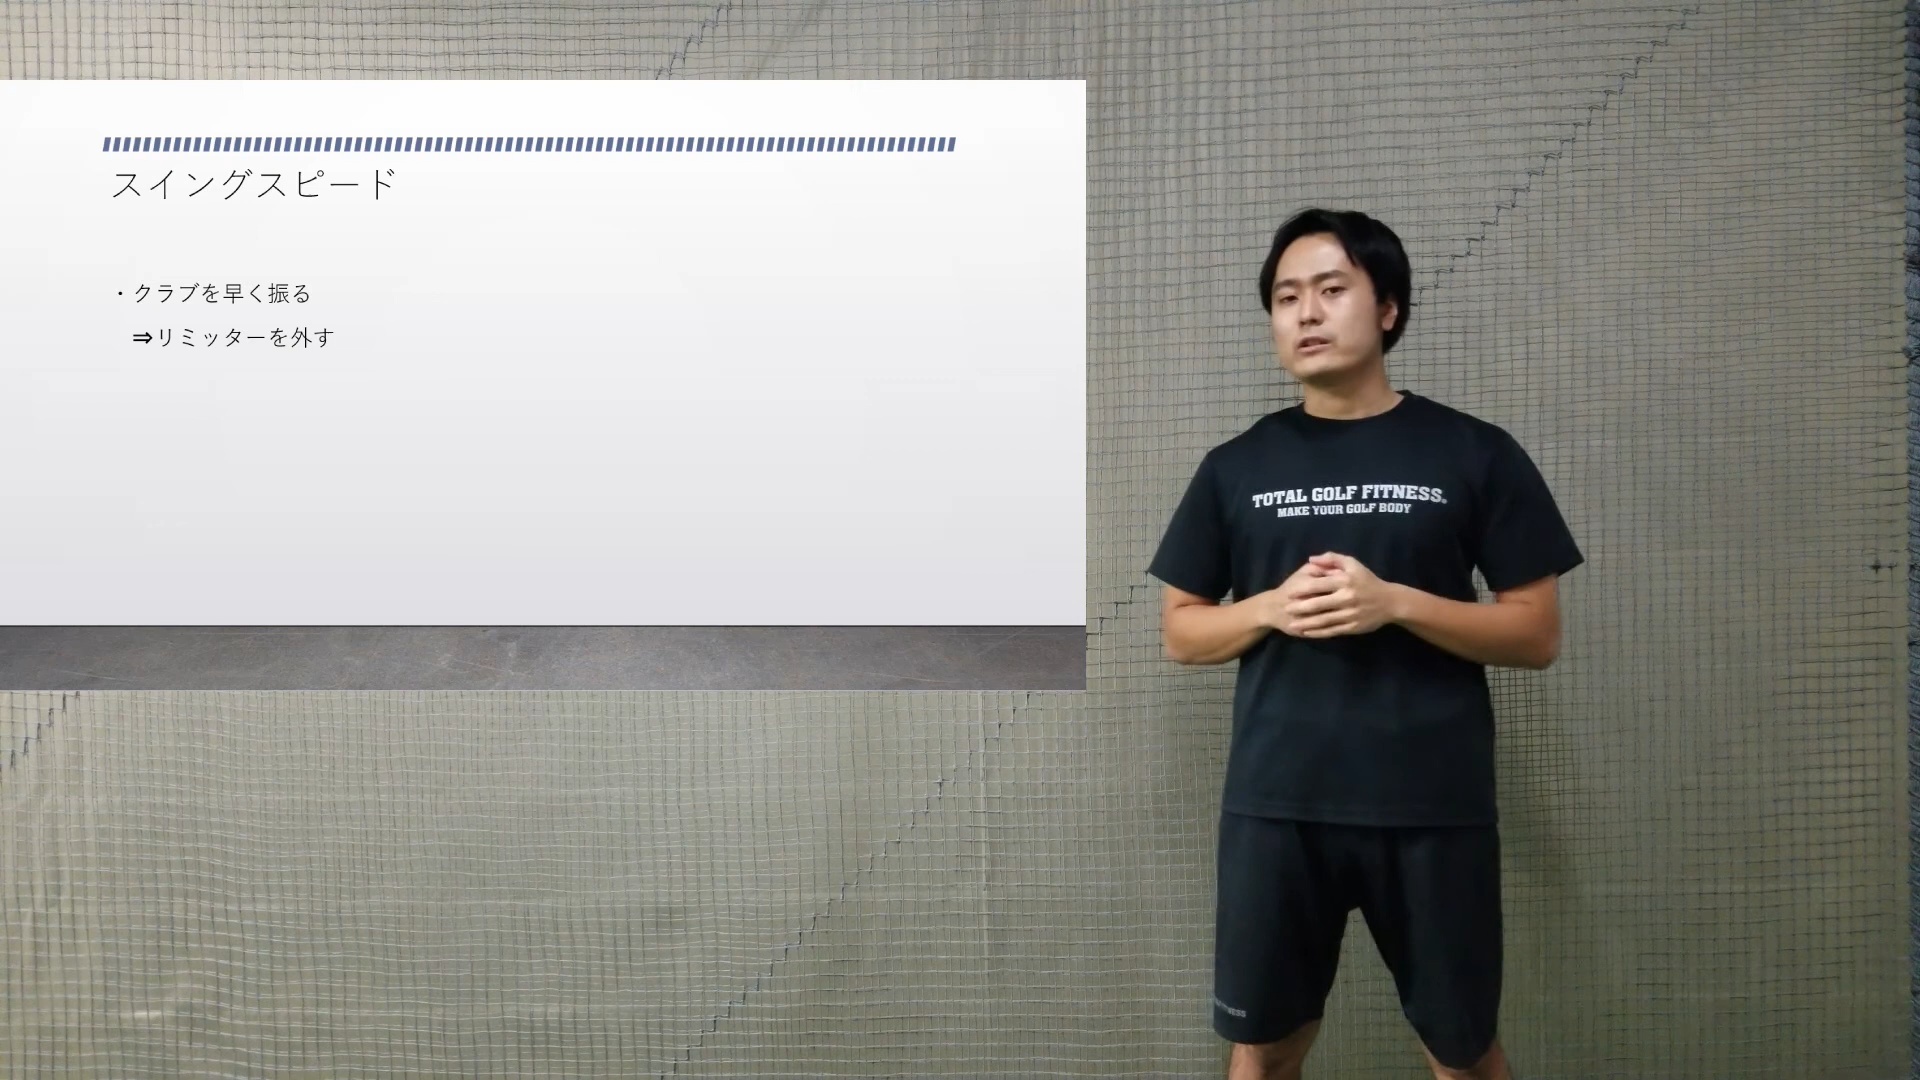 スイングスピード
・クラブを早く振る
⇒リミッターを外す
TOTAL GOLF FITNESS.
MAKE YOUR GOLF BODY